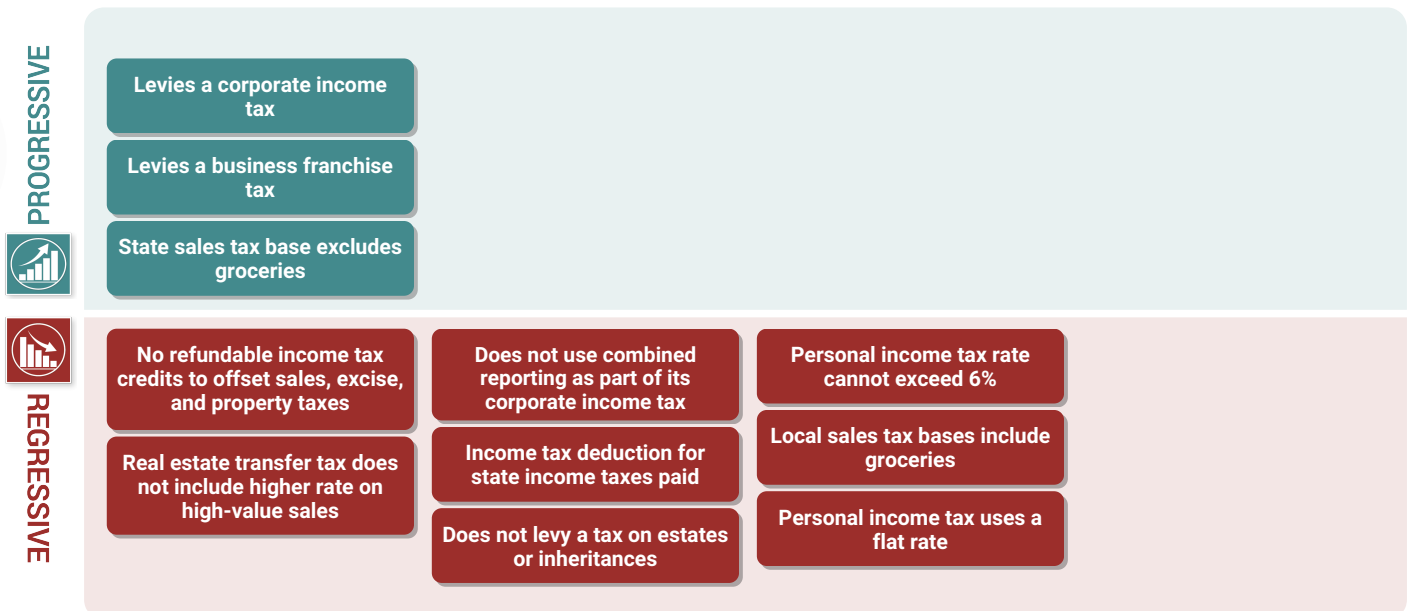 PROGRESSIVE
Levies a corporate income
tax
Levies a business franchise
tax
State sales tax base excludes
groceries
REGRESSIVE
No refundable income tax
credits to offset sales, excise,
and property taxes
Real estate transfer tax does
not include higher rate on
high-value sales
Does not use combined
reporting as part of its
corporate income tax
Income tax deduction for
state income taxes paid
Does not levy a tax on estates
or inheritances
Personal income tax rate
cannot exceed 6%
Local sales tax bases include
groceries
Personal income tax uses a
flat rate